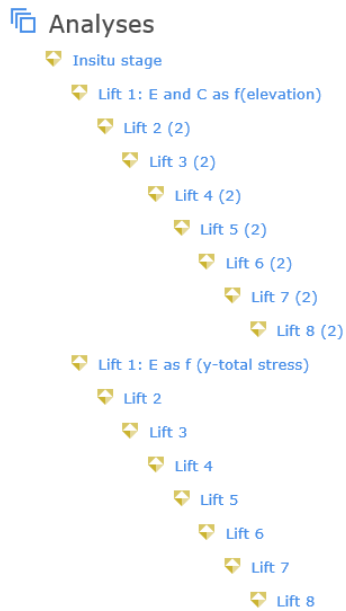 Analyses
Insitu stage
Lift 1: E and C as f(elevation)
Lift 2 (2)
Lift 3 (2)
Lift 4 (2)
Lift 5 (2)
Lift 6 (2)
Lift 7 (2)
Lift 8 (2)
Lift 1: E as f (y-total stress)
Lift 2
Lift 3
Lift 4
Lift 5
Lift 6
Lift 7
Lift 8